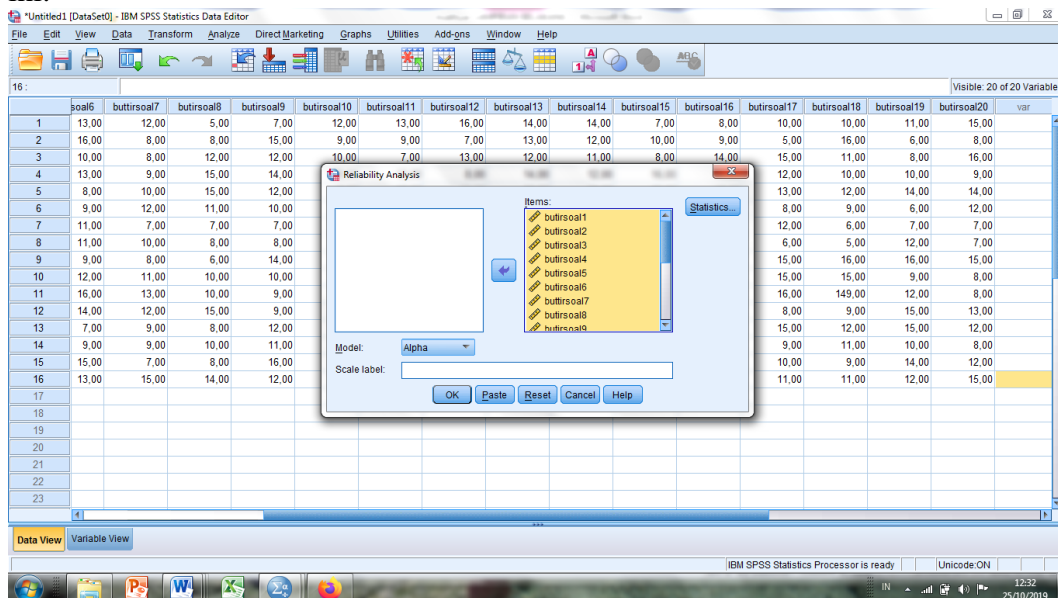 *Untitled1 [DataSet0] - IBM SPSS Statistics Data Editor
File Edit View Data Transform Analyze Direct Marketing Graphs Utilities Add-ons Window Help
16 : Visible: 20 of 20 Variable
soal6 buttirsoal7 butirsoal8 butirsoal9 butirsoal10 butirsoal11 butirsoal12 butirsoal13 butirsoal14 butirsoal15 butirsoal16 butirsoal17 butirsoal18 butirsoal19 butirsoal20 var
1 13,00 12,00 5,00 7,00 12,00 13,00 16,00 14,00 14,00 7,00 8,00 10,00 10,00 11,00 15,00
2 16,00 8,00 8,00 15,00 9,00 9,00 7,00 13,00 12,00 10,00 9,00 5,00 16,00 6,00 8,00
3 10,00 8,00 12,00 12,00 10,00 7,00 13,00 12,00 11,00 8,00 14,00 15,00 11,00 8,00 16,00
4 13,00 9,00 15,00 14,00 12,00 10,00 10,00 9,00
5 8,00 10,00 15,00 12,00 13,00 12,00 14,00 14,00
6 9,00 12,00 11,00 10,00 8,00 9,00 6,00 12,00
7 11,00 7,00 7,00 7,00 12,00 6,00 7,00 7,00
8 11,00 10,00 8,00 8,00 6,00 5,00 12,00 7,00
9 9,00 8,00 6,00 14,00 15,00 16,00 16,00 15,00
10 12,00 11,00 10,00 10,00 15,00 15,00 9,00 8,00
11 16,00 13,00 10,00 9,00 16,00 149,00 12,00 8,00
12 14,00 12,00 15,00 9,00 8,00 9,00 15,00 13,00
13 7,00 9,00 8,00 12,00 15,00 12,00 15,00 12,00
14 9,00 9,00 10,00 11,00 9,00 11,00 10,00 8,00
15 15,00 7,00 8,00 16,00 10,00 9,00 14,00 12,00
16 13,00 15,00 14,00 12,00 11,00 11,00 12,00 15,00
17
18
19
20
21
22
23
Reliability Analysis
Items:
Statistics...
butirsoal1
butirsoal2
butirsoal3
butirsoal4
butirsoal5
butirsoal6
buttirsoal7
butirsoal8
butirsoal9
Model: Alpha
Scale label:
OK Paste Reset Cancel Help
Data View Variable View
IBM SPSS Statistics Processor is ready Unicode:ON
IN 12:32
25/10/2019